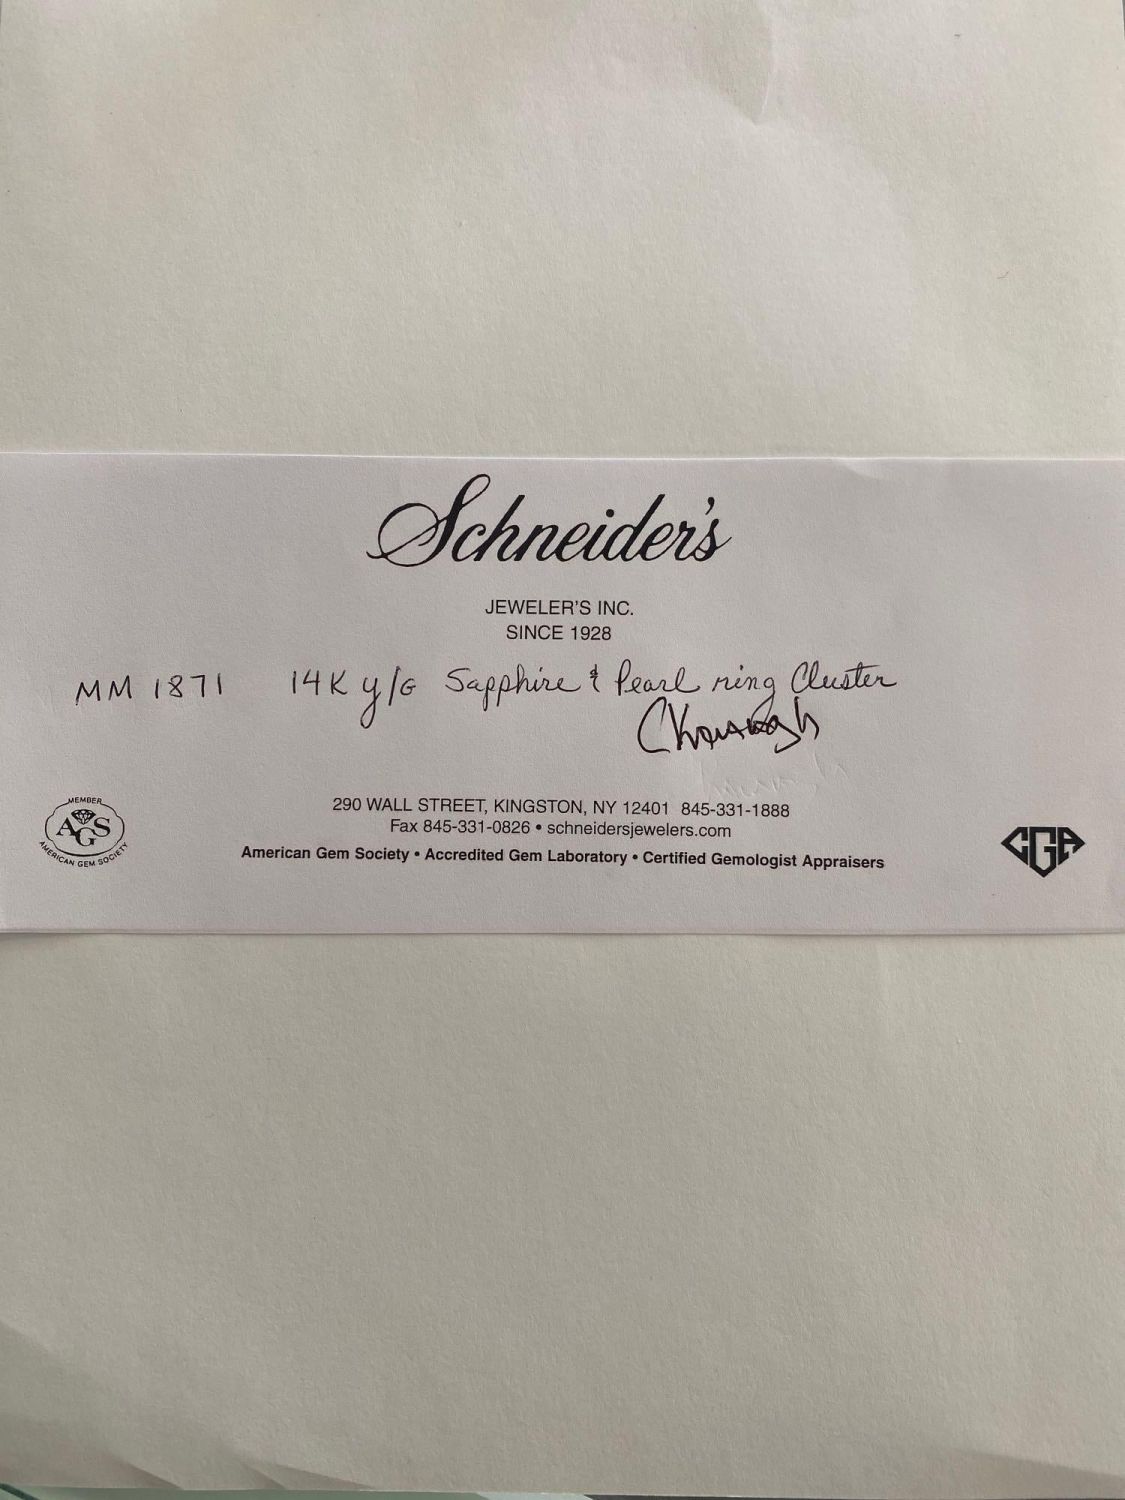 Schneider's
JEWELER'S INC.
SINCE 1928
MM 1871 14K y/G Sapphire & Pearl ring Cluster
CKavanagh
290 WALL STREET, KINGSTON, NY 12401 845-331-1888
Fax 845-331-0826 • schneidersjewelers.com
American Gem Society • Accredited Gem Laboratory • Certified Gemologist Appraisers
MEMBER
AGS
AMERICAN GEM SOCIETY
CGA